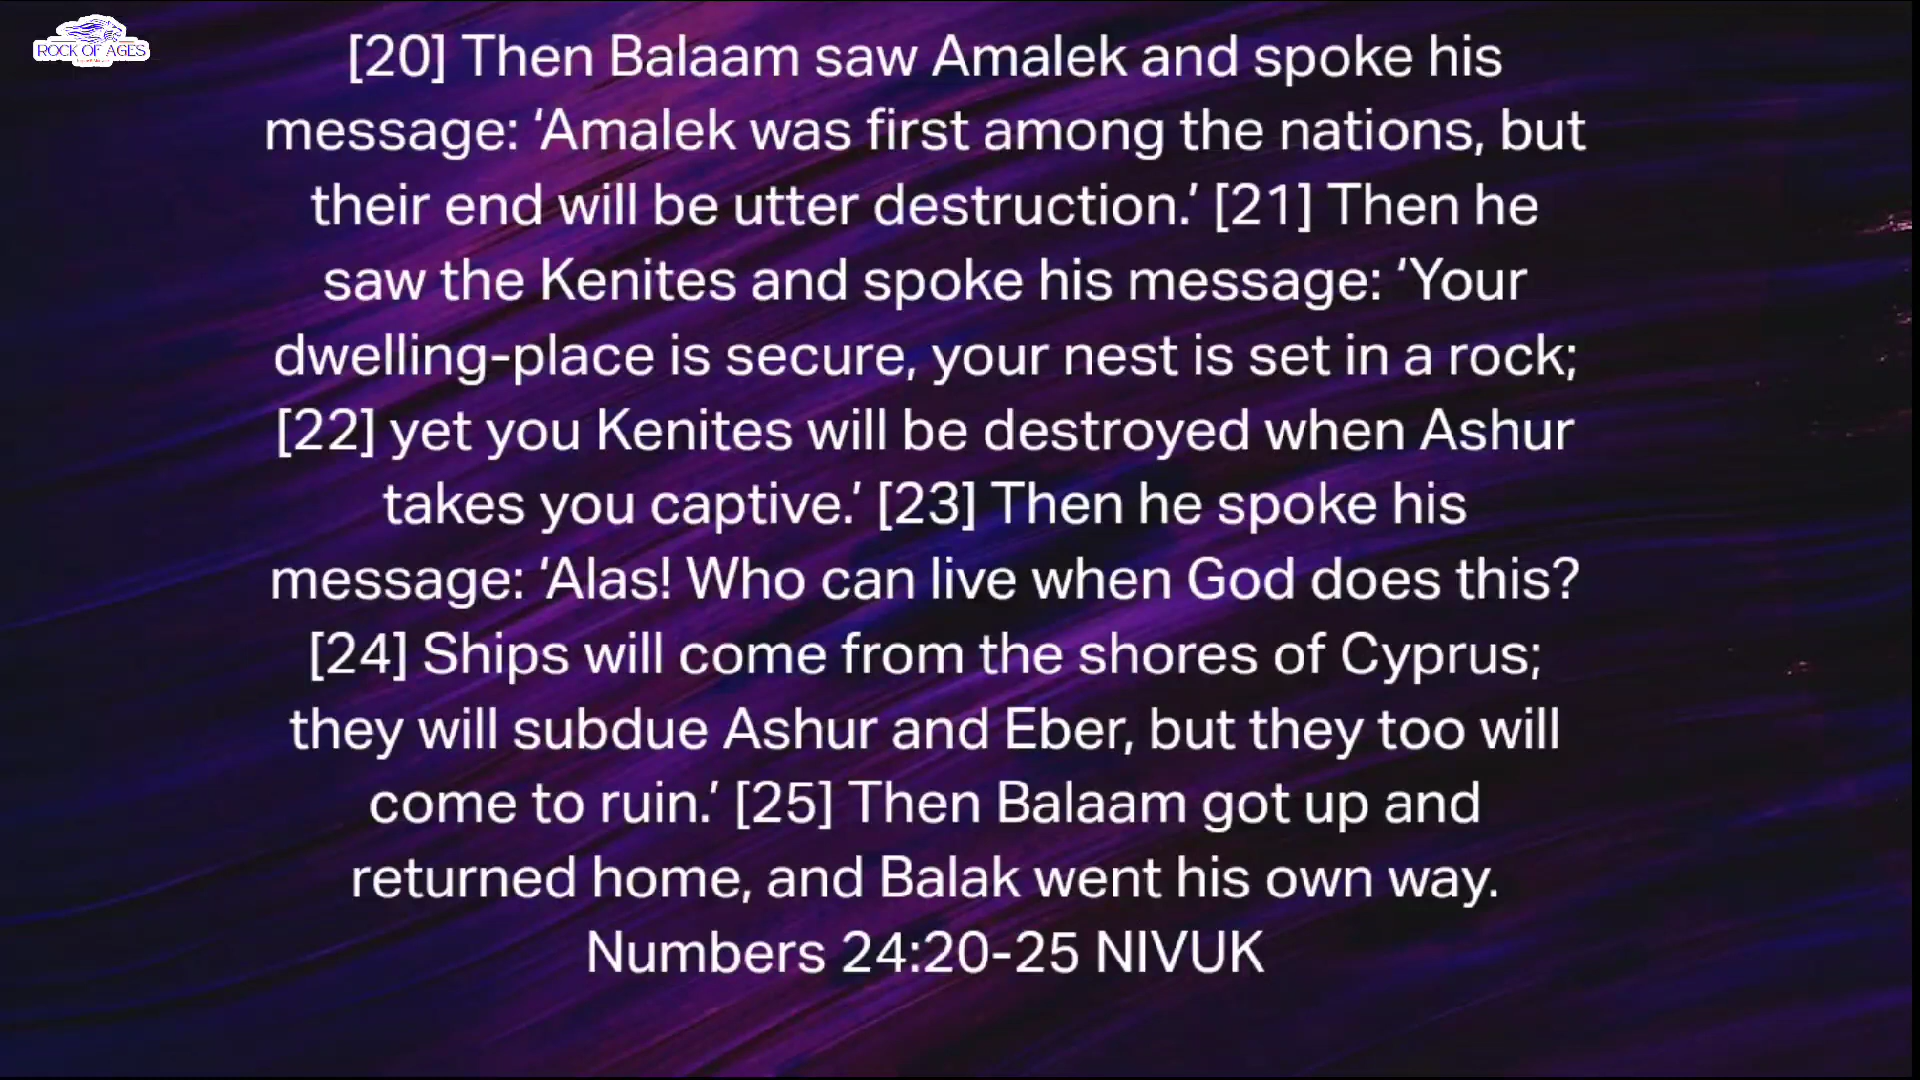 ROCK OF AGES
[20] Then Balaam saw Amalek and spoke his
message: ‘Amalek was first among the nations, but
their end will be utter destruction.’ [21] Then he
saw the Kenites and spoke his message: ‘Your
dwelling-place is secure, your nest is set in a rock;
[22] yet you Kenites will be destroyed when Ashur
takes you captive.’ [23] Then he spoke his
message: ‘Alas! Who can live when God does this?
[24] Ships will come from the shores of Cyprus;
they will subdue Ashur and Eber, but they too will
come to ruin.’ [25] Then Balaam got up and
returned home, and Balak went his own way.
Numbers 24:20-25 NIVUK